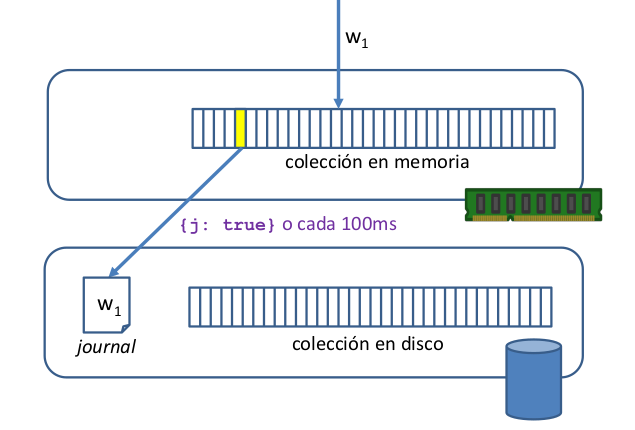 w1
colección en memoria
{j: true} o cada 100ms
w1
journal
colección en disco